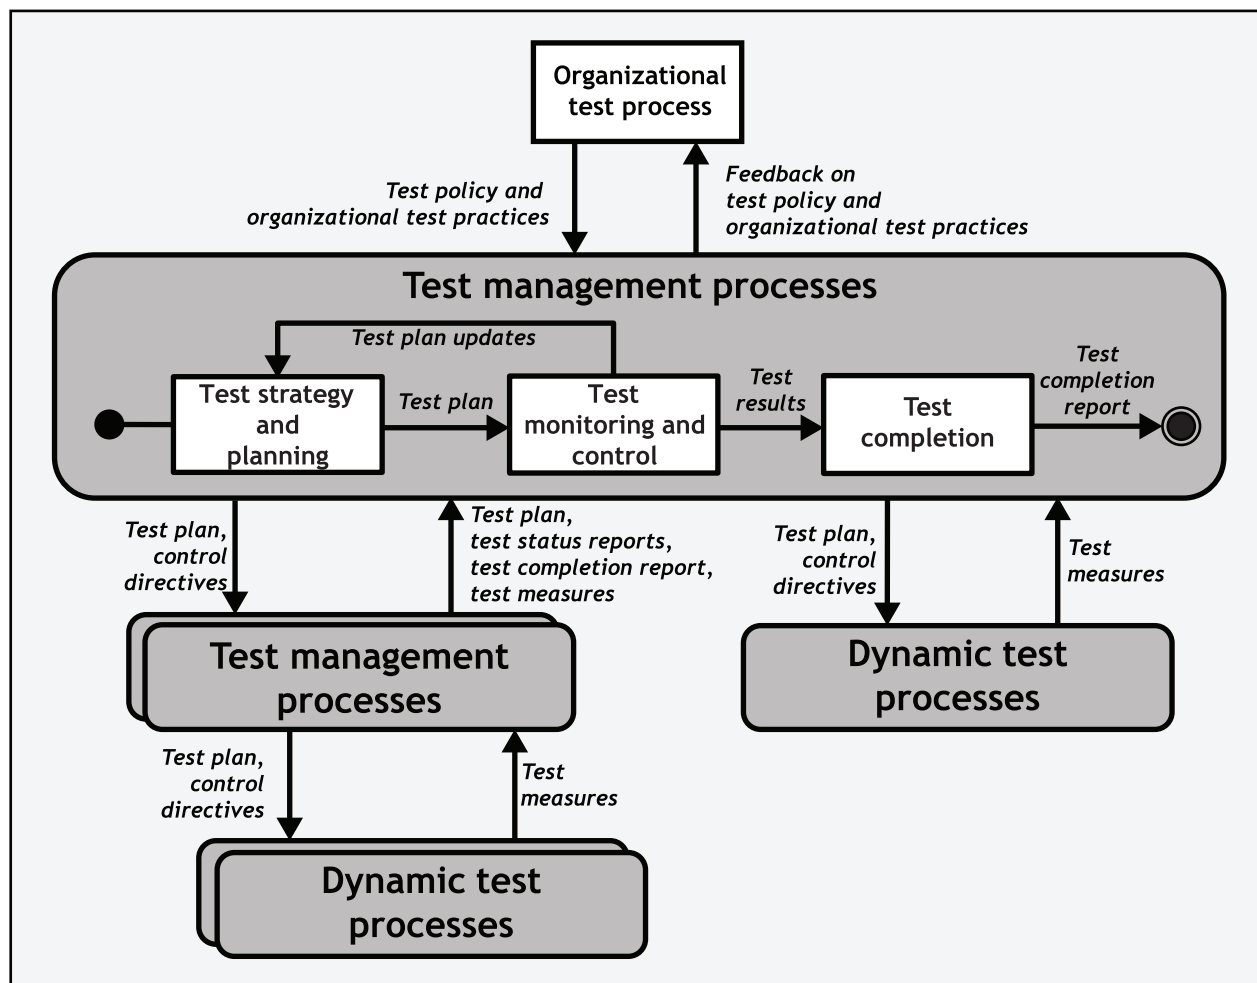 Organizational
test process
Test policy and
organizational test practices
Feedback on
test policy and
organizational test practices
Test management processes
Test plan updates
Test strategy
and
planning
Test plan
Test
monitoring and
control
Test
results
Test
completion
Test
completion
report
Test plan,
control
directives
Test plan,
test status reports,
test completion report,
test measures
Test plan,
control
directives
Test
measures
Test management
processes
Dynamic test
processes
Test plan,
control
directives
Test
measures
Dynamic test
processes